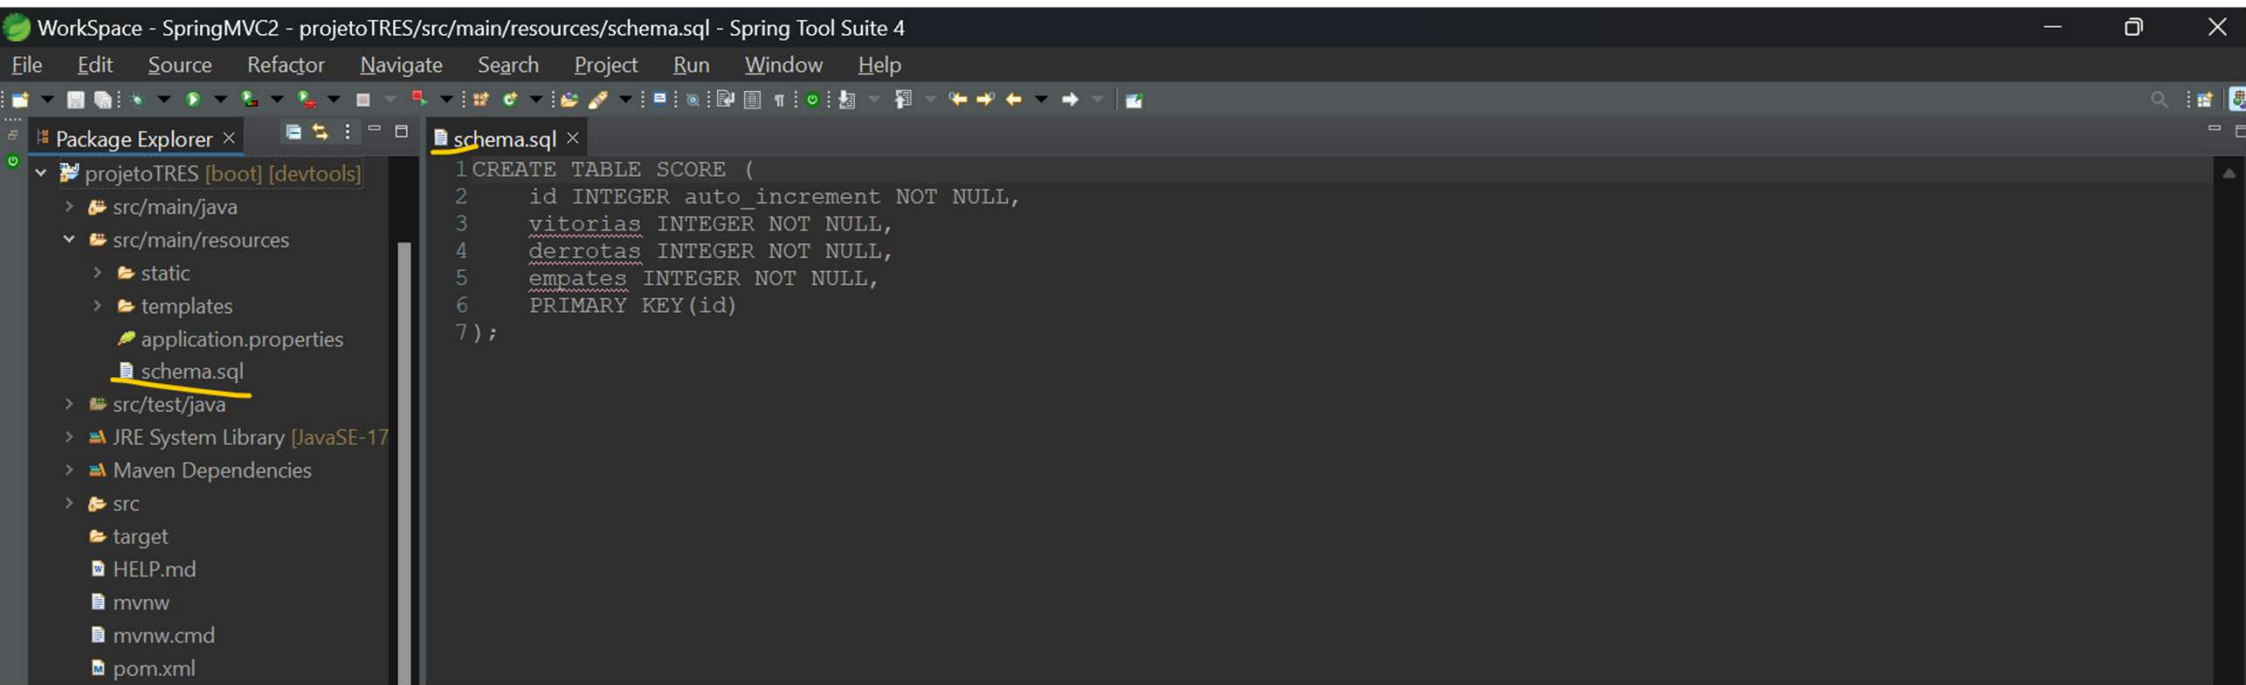 WorkSpace - SpringMVC2 - projetoTRES/src/main/resources/schema.sql - Spring Tool Suite 4
File Edit Source Refactor Navigate Search Project Run Window Help
Package Explorer
projetoTRES [boot] [devtools]
src/main/java
src/main/resources
static
templates
application.properties
schema.sql
src/test/java
JRE System Library [JavaSE-17
Maven Dependencies
src
target
HELP.md
mvnw
mvnw.cmd
pom.xml
schema.sql
1 CREATE TABLE SCORE (
2 id INTEGER auto_increment NOT NULL,
3 vitorias INTEGER NOT NULL,
4 derrotas INTEGER NOT NULL,
5 empates INTEGER NOT NULL,
6 PRIMARY KEY(id)
7 );